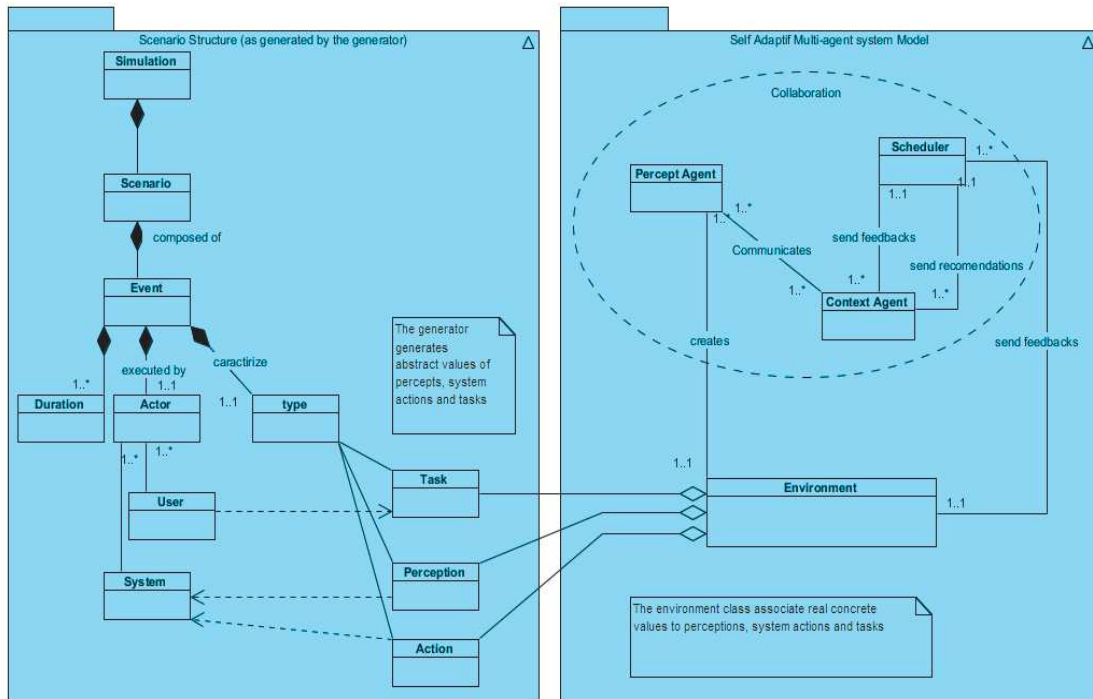 Scenario Structure (as generated by the generator)
Simulation
Scenario
composed of
Event
caractirize
executed by
1..*
1..1
1..1
Duration
Actor
type
1..*
1..*
User
System
The generator
generates
abstract values of
percepts, system
actions and tasks
Task
Perception
Action
Self Adaptif Multi-agent system Model
Collaboration
Scheduler
1..*
Percept Agent
1..1
1..1
1..*
1..*
Communicates
send feedbacks
send recomendations
1..*
1..*
1..*
Context Agent
creates
send feedbacks
1..1
Environment
1..1
The environment class associate real concrete
values to perceptions, system actions and tasks